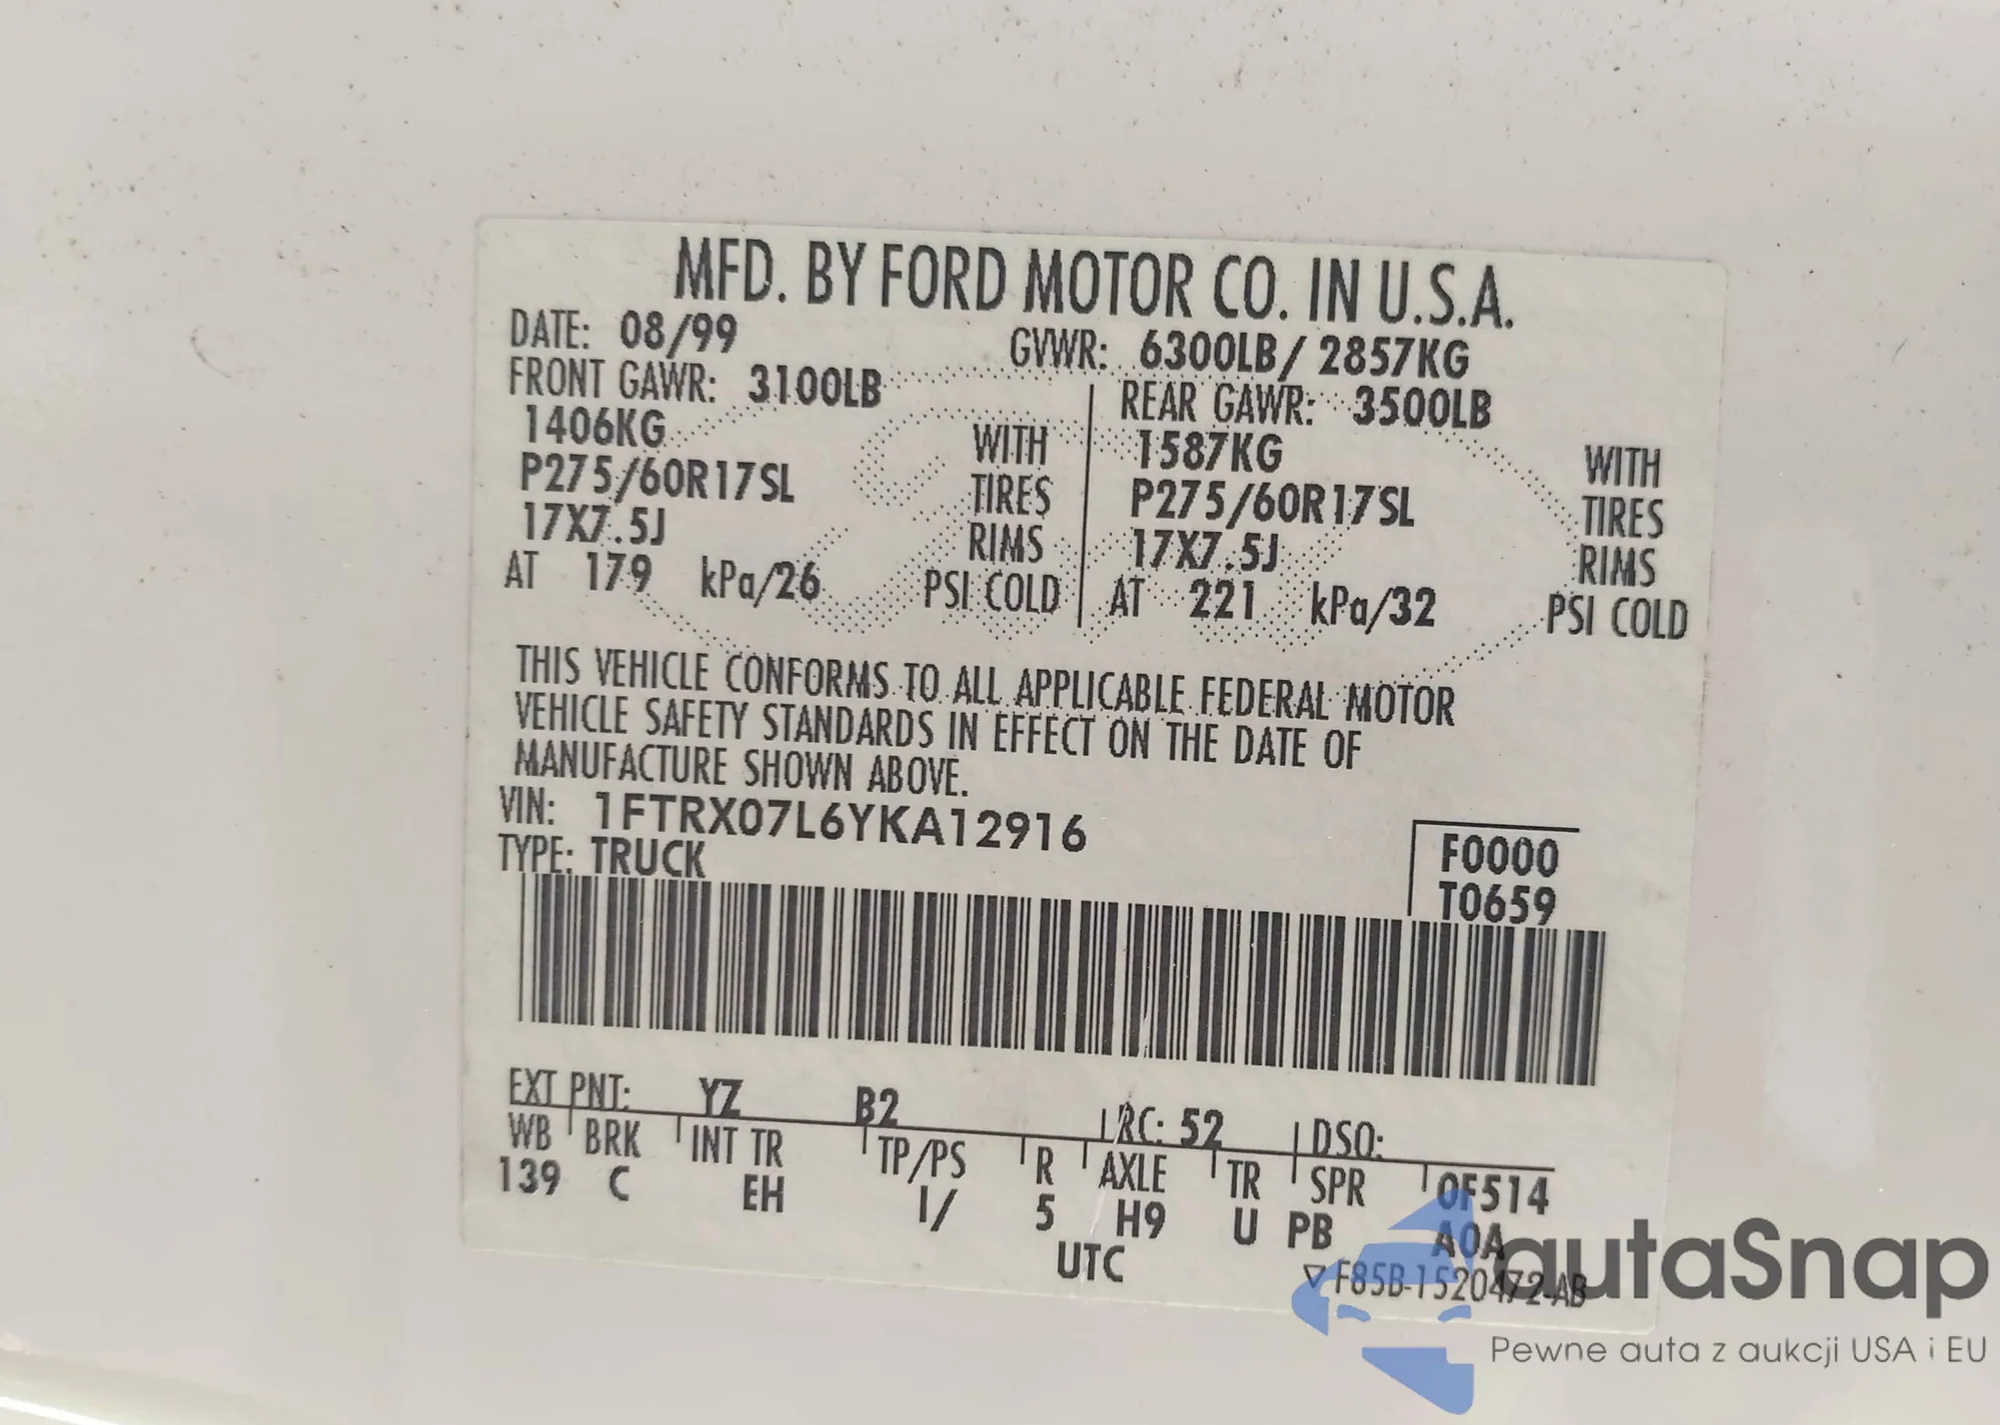 MFD. BY FORD MOTOR CO. IN U.S.A.
DATE: 08/99 GVWR: 6300LB/ 2857KG
FRONT GAWR: 3100LB REAR GAWR: 3500LB
1406KG WITH 1587KG WITH
P275/60R17SL TIRES P275/60R17SL TIRES
17X7.5J RIMS 17X7.5J RIMS
AT 179 kPa/26 PSI COLD AT 221 kPa/32 PSI COLD
THIS VEHICLE CONFORMS TO ALL APPLICABLE FEDERAL MOTOR
VEHICLE SAFETY STANDARDS IN EFFECT ON THE DATE OF
MANUFACTURE SHOWN ABOVE.
VIN: 1FTRX07L6YKA12916
TYPE: TRUCK
F0000
T0659
EXT PNT: YZ B2 RC: 52 DSO:
WB BRK INT TR TP/PS R AXLE TR SPR 0F514
139 C EH I/ 5 H9 U PB A0A
UTC
▽ F85B-1520472-AB
autaSnap
Pewne auta z aukcji USA i EU